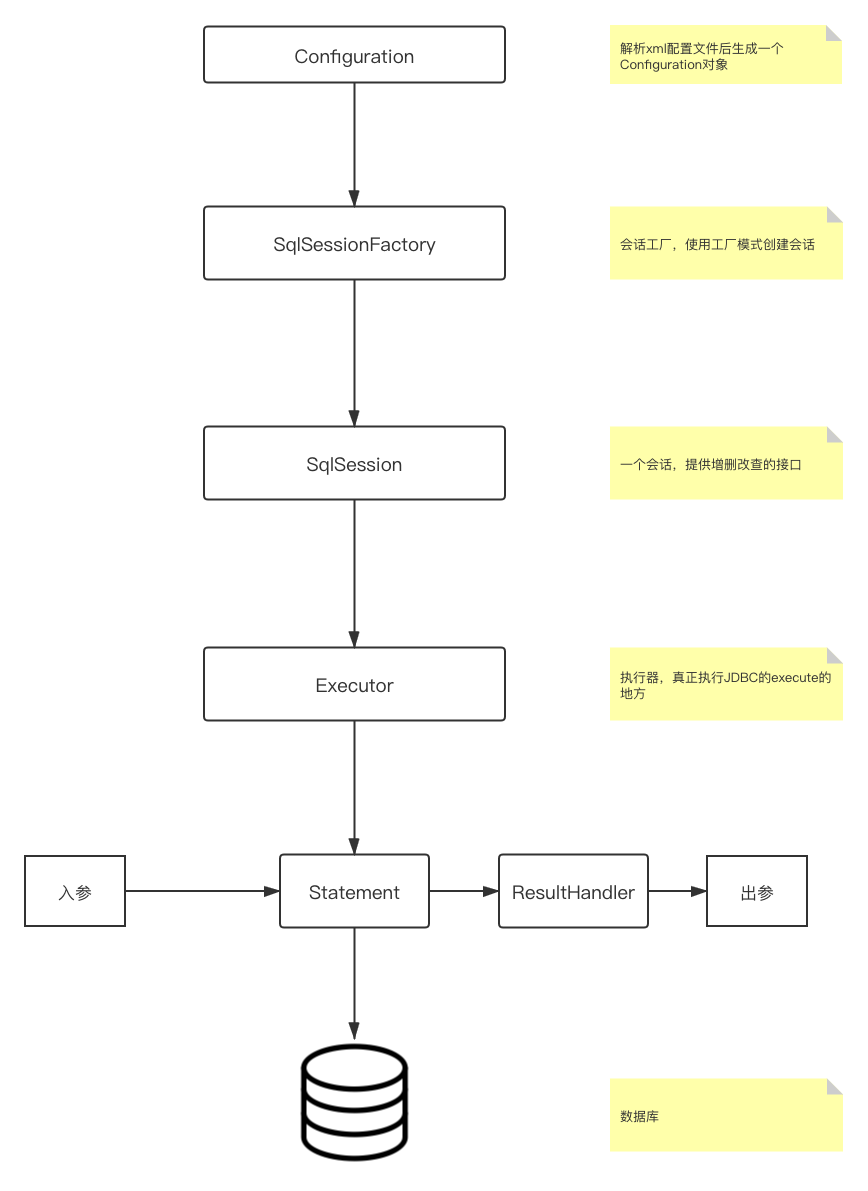 Configuration
解析xml配置文件后生成一个
Configuration对象
SqlSessionFactory
会话工厂，使用工厂模式创建会话
SqlSession
一个会话，提供增删改查的接口
Executor
执行器，真正执行JDBC的execute的
地方
入参
Statement
ResultHandler
出参
数据库